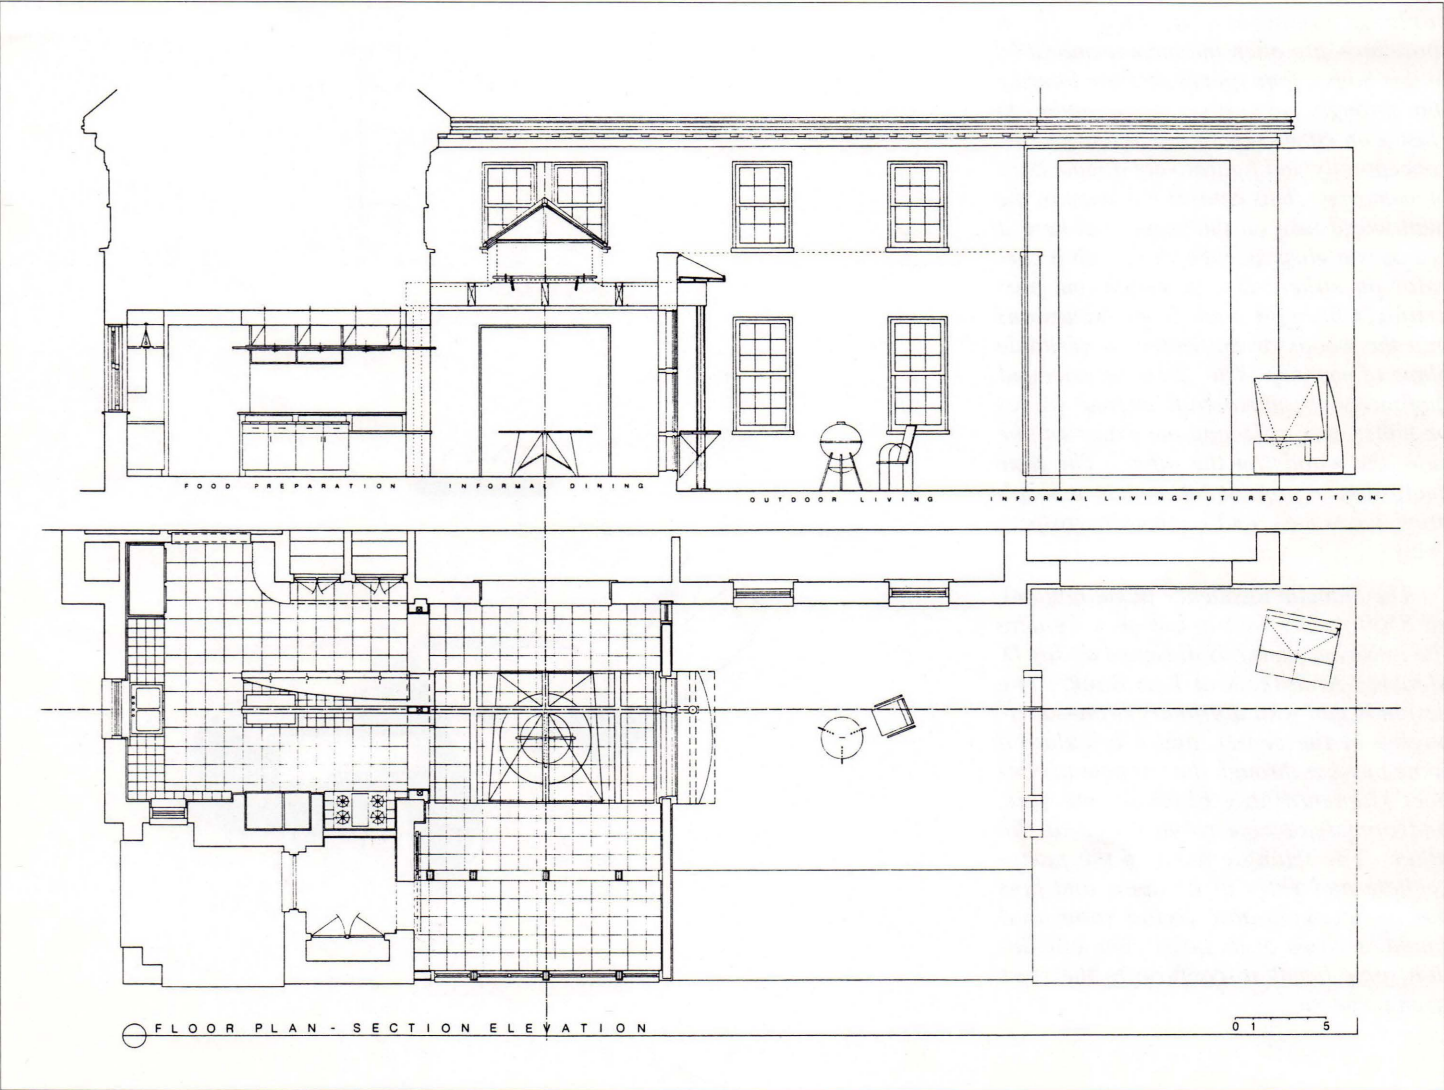 FOOD PREPARATION
INFORMAL DINING
OUTDOOR LIVING
INFORMAL LIVING-FUTURE ADDITION-
FLOOR PLAN - SECTION ELEVATION
0 1 5